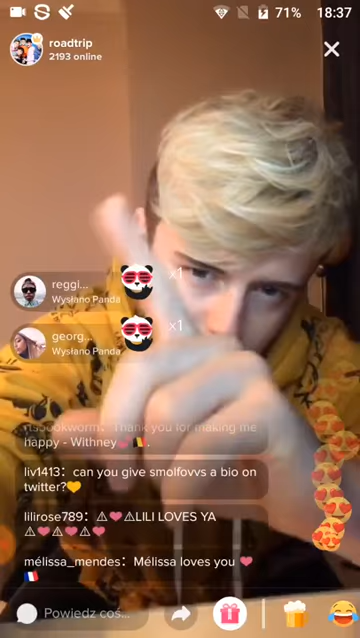 71% 18:37
roadtrip
2193 online
reggi... x1
Wysłano Panda
georg... x1
Wysłano Panda
Thank you for making me
happy - Withney❤️🇧🇪.
liv1413: can you give smolfovvs a bio on
twitter?💛
lilirose789: ⚠❤️⚠LILI LOVES YA
⚠❤️⚠❤️⚠❤️
mélissa_mendes: Mélissa loves you ❤️
🇫🇷
Powiedz coś...